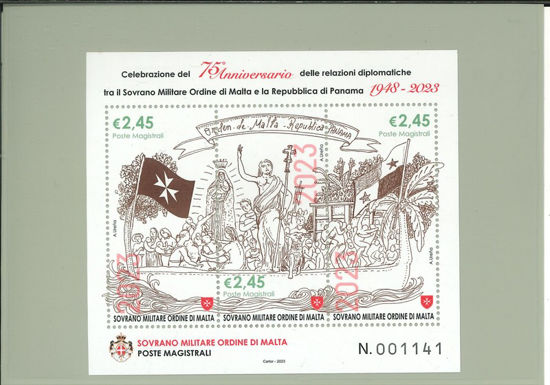 Celebrazione del 75° Anniversario delle relazioni diplomatiche
tra il Sovrano Militare Ordine di Malta e la Repubblica di Panama 1948 - 2023
€2,45
Poste Magistrali
Orden de Malta - Republica Panama
€2,45
Poste Magistrali
2023
2023
€2,45
Poste Magistrali
2023
SOVRANO MILITARE ORDINE DI MALTA
SOVRANO MILITARE ORDINE DI MALTA
SOVRANO MILITARE ORDINE DI MALTA
SOVRANO MILITARE ORDINE DI MALTA
POSTE MAGISTRALI
N. 001141
Cartor - 2023